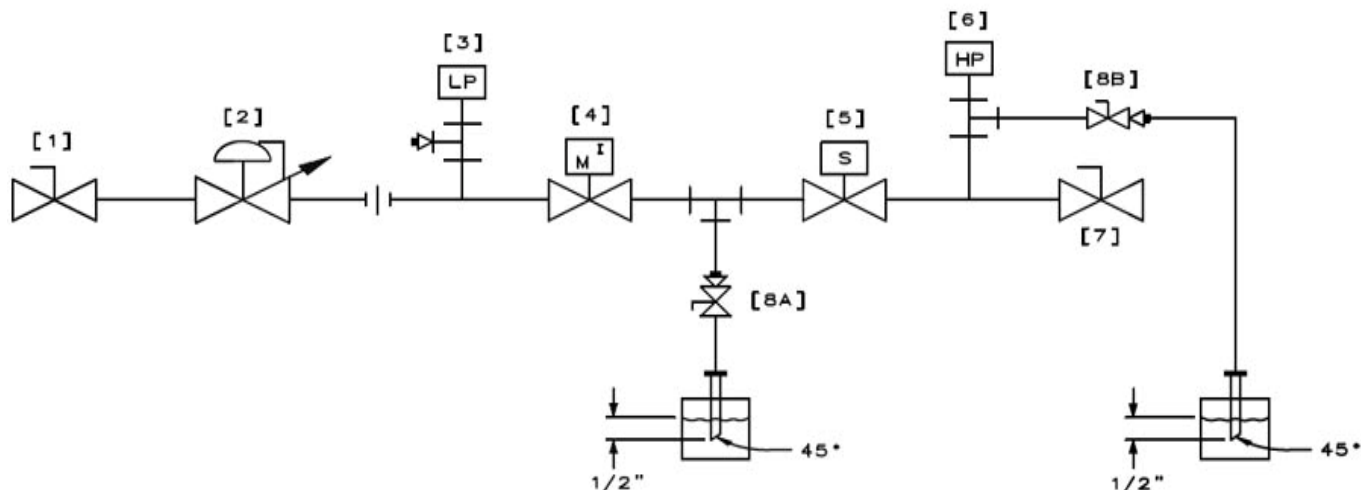 [6]
[3]
HP
[8B]
LP
[2]
[4]
[5]
[1]
M I
S
[7]
[8A]
45°
45°
1/2"
1/2"